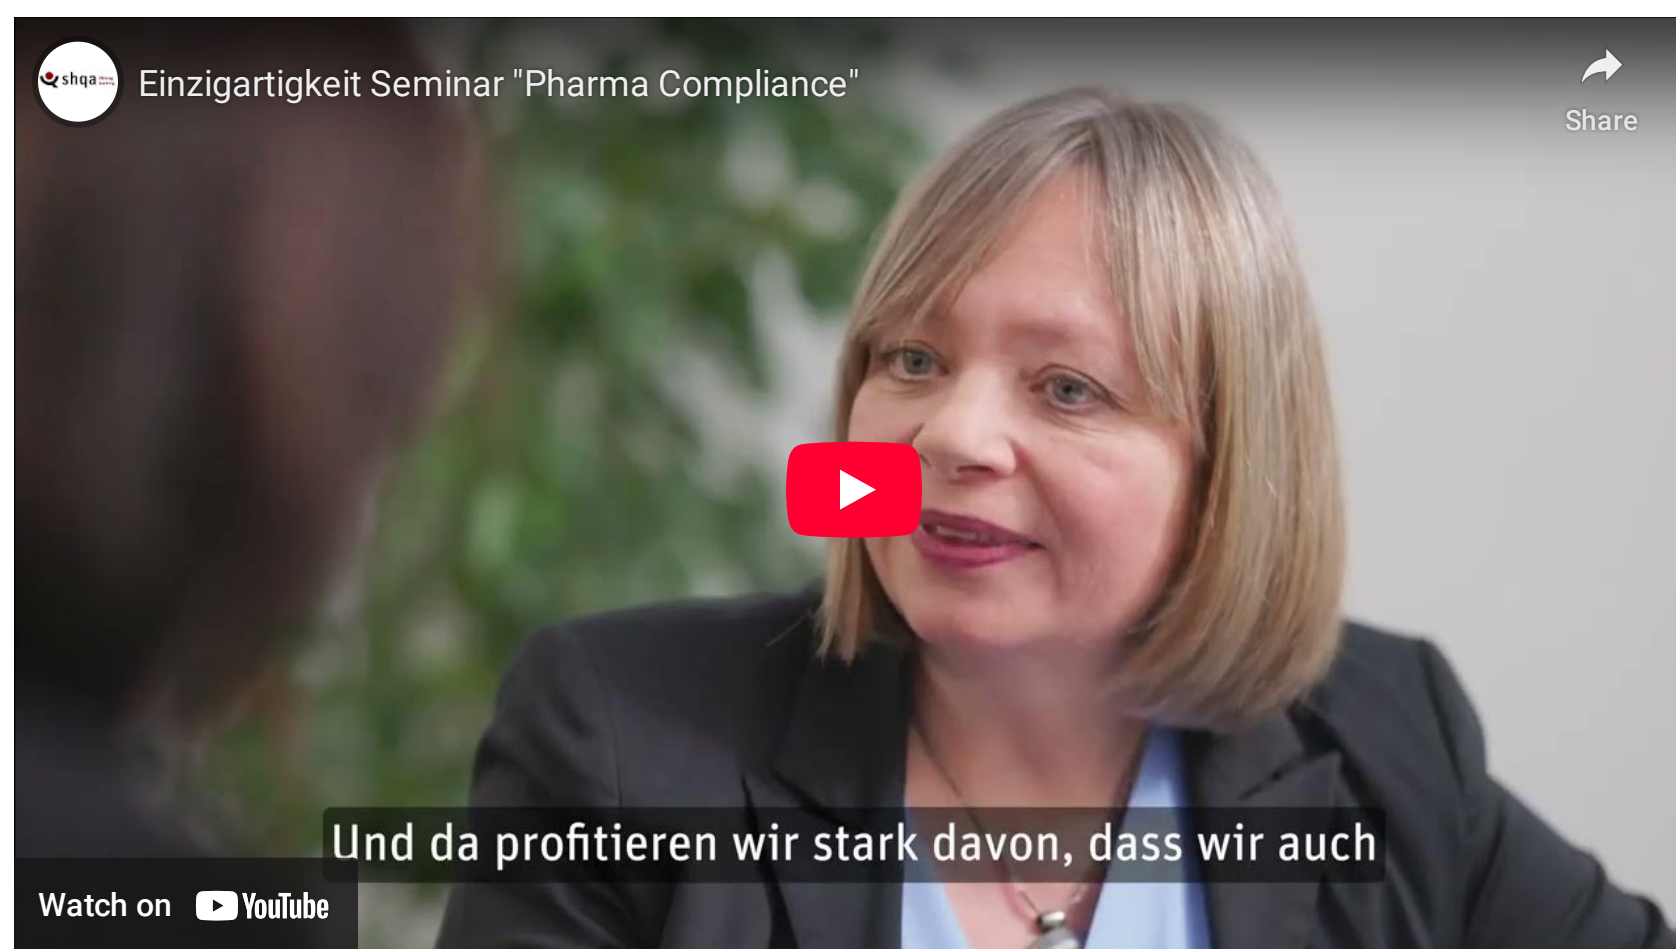 shqa
Einzigartigkeit Seminar "Pharma Compliance"
Share
Und da profitieren wir stark davon, dass wir auch
Watch on YouTube